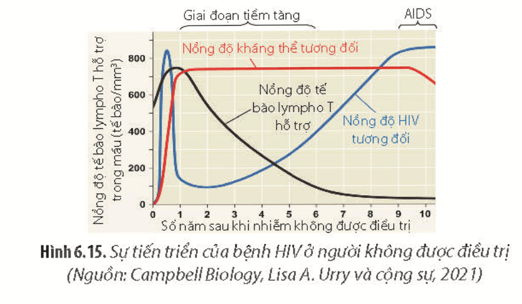 Giai đoạn tiềm tàng
AIDS
Nồng độ kháng thể tương đối
Nồng độ tế
bào lympho T
hỗ trợ
Nồng độ HIV
tương đối
Nồng độ tế bào lympho T hỗ trợ
trong máu (tế bào/mm³)
800
600
400
200
0
0 1 2 3 4 5 6 7 8 9 10
Số năm sau khi nhiễm không được điều trị
Hình 6.15. Sự tiến triển của bệnh HIV ở người không được điều trị
(Nguồn: Campbell Biology, Lisa A. Urry và cộng sự, 2021)